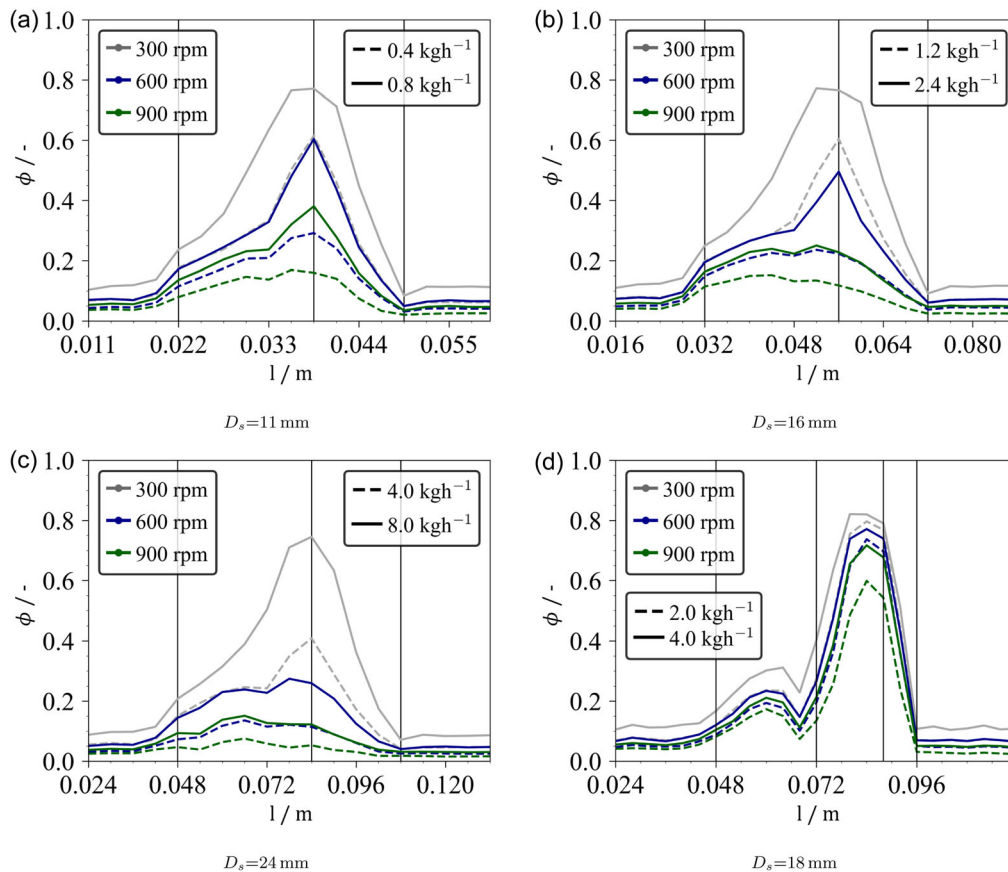 (a)
1.0
0.8
0.6
0.4
0.2
0.0
ϕ / -
300 rpm
600 rpm
900 rpm
0.4 kgh⁻¹
0.8 kgh⁻¹
0.011 0.022 0.033 0.044 0.055
l / m
D_s=11 mm
(b)
1.0
0.8
0.6
0.4
0.2
0.0
ϕ / -
300 rpm
600 rpm
900 rpm
1.2 kgh⁻¹
2.4 kgh⁻¹
0.016 0.032 0.048 0.064 0.080
l / m
D_s=16 mm
(c)
1.0
0.8
0.6
0.4
0.2
0.0
ϕ / -
300 rpm
600 rpm
900 rpm
4.0 kgh⁻¹
8.0 kgh⁻¹
0.024 0.048 0.072 0.096 0.120
l / m
D_s=24 mm
(d)
1.0
0.8
0.6
0.4
0.2
0.0
ϕ / -
300 rpm
600 rpm
900 rpm
2.0 kgh⁻¹
4.0 kgh⁻¹
0.024 0.048 0.072 0.096
l / m
D_s=18 mm